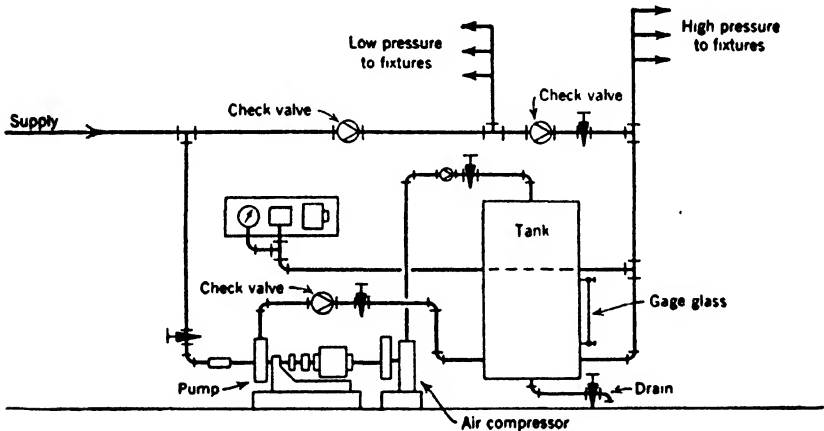 Low pressure
to fixtures
High pressure
to fixtures
Supply
Check valve
Check valve
Tank
Check valve
Gage glass
Pump
Drain
Air compressor